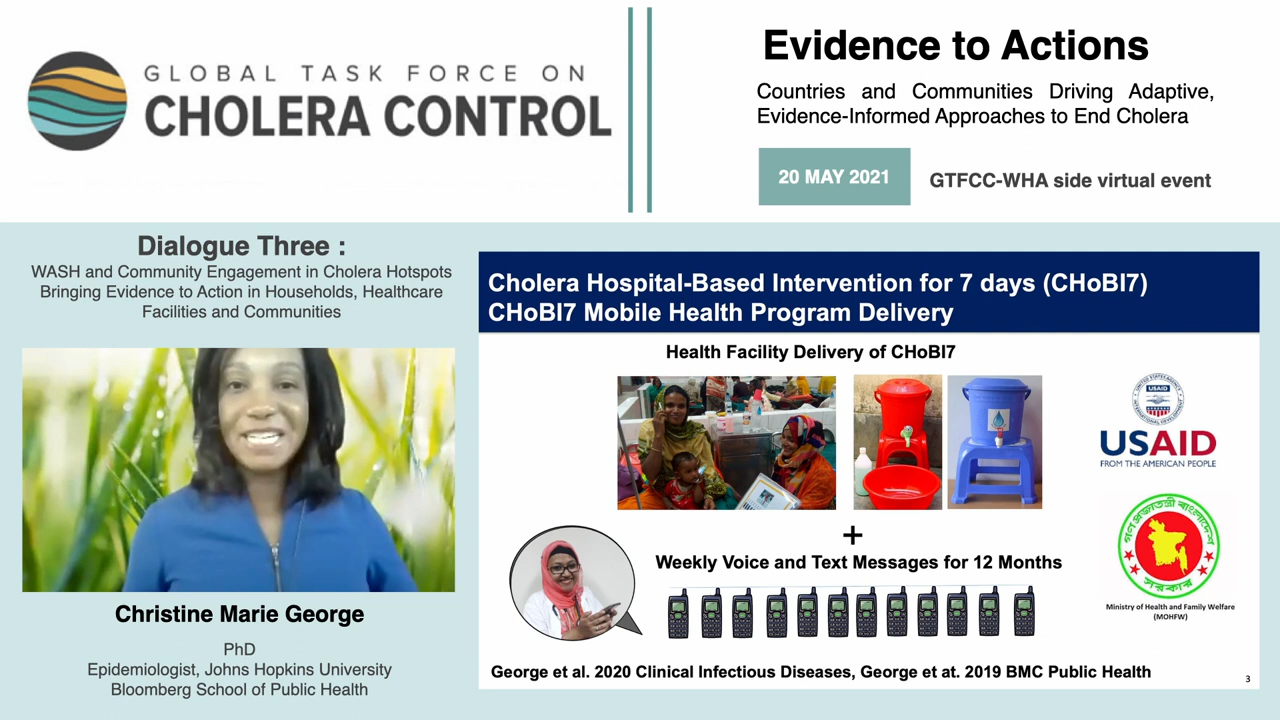 GLOBAL TASK FORCE ON
CHOLERA CONTROL
Evidence to Actions
Countries and Communities Driving Adaptive,
Evidence-Informed Approaches to End Cholera
20 MAY 2021
GTFCC-WHA side virtual event
Dialogue Three :
WASH and Community Engagement in Cholera Hotspots
Bringing Evidence to Action in Households, Healthcare
Facilities and Communities
Christine Marie George
PhD
Epidemiologist, Johns Hopkins University
Bloomberg School of Public Health
Cholera Hospital-Based Intervention for 7 days (CHoBI7)
CHoBI7 Mobile Health Program Delivery
Health Facility Delivery of CHoBI7
+
Weekly Voice and Text Messages for 12 Months
USAID
USAID
FROM THE AMERICAN PEOPLE
গণপ্রজাতন্ত্রী বাংলাদেশ
সরকার
Ministry of Health and Family Welfare
(MOHFW)
George et al. 2020 Clinical Infectious Diseases, George et at. 2019 BMC Public Health
3